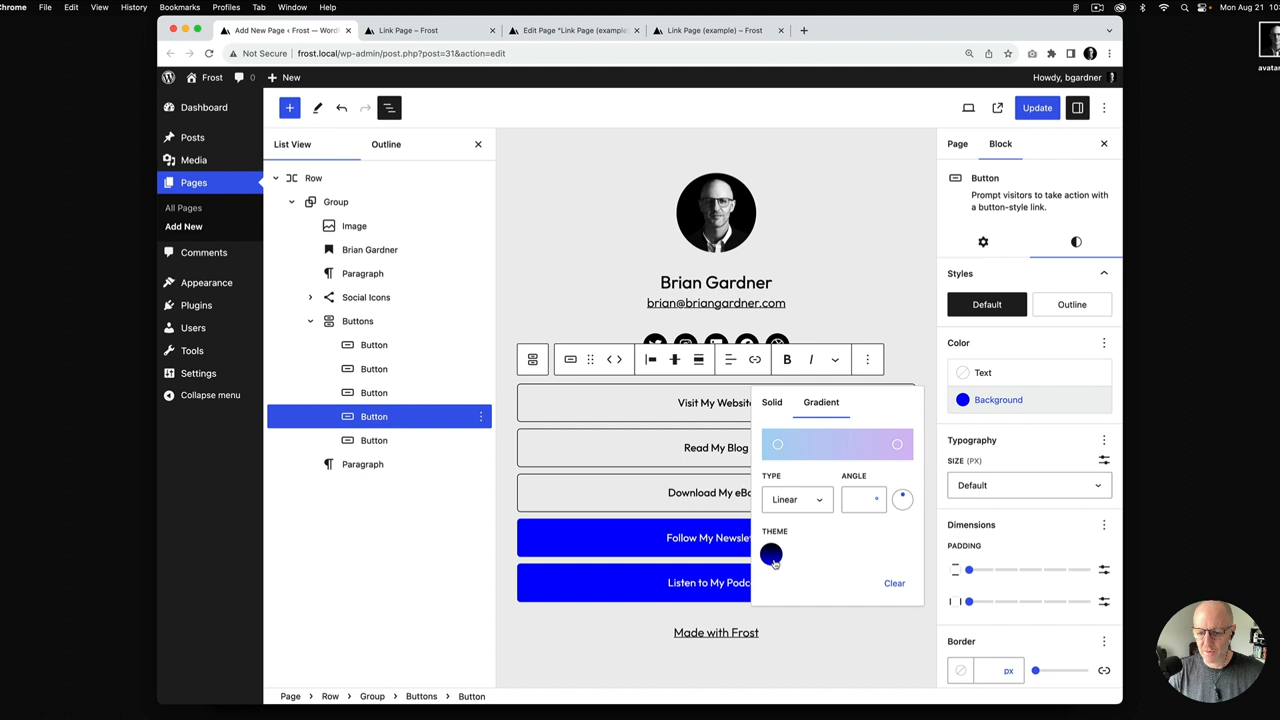 Chrome File Edit View History Bookmarks Profiles Tab Window Help
Mon Aug 21
Add New Page ‹ Frost — WordP
Link Page – Frost
Edit Page "Link Page (example
Link Page (example) – Frost
Not Secure frost.local/wp-admin/post.php?post=31&action=edit
Frost 0 New
Howdy, bgardner
avatar
Dashboard
Posts
Media
Pages
All Pages
Add New
Comments
Appearance
Plugins
Users
Tools
Settings
Collapse menu
Update
List View Outline
Row
Group
Image
Brian Gardner
Paragraph
Social Icons
Buttons
Button
Button
Button
Button
Button
Paragraph
Brian Gardner
brian@briangardner.com
B I
Visit My Website
Read My Blog
Download My eBo
Follow My Newsle
Listen to My Podc
Made with Frost
Solid Gradient
TYPE ANGLE
Linear °
THEME
Clear
Page Block
Button
Prompt visitors to take action with
a button-style link.
Styles
Default Outline
Color
Text
Background
Typography
SIZE (PX)
Default
Dimensions
PADDING
Border
px
Page Row Group Buttons Button